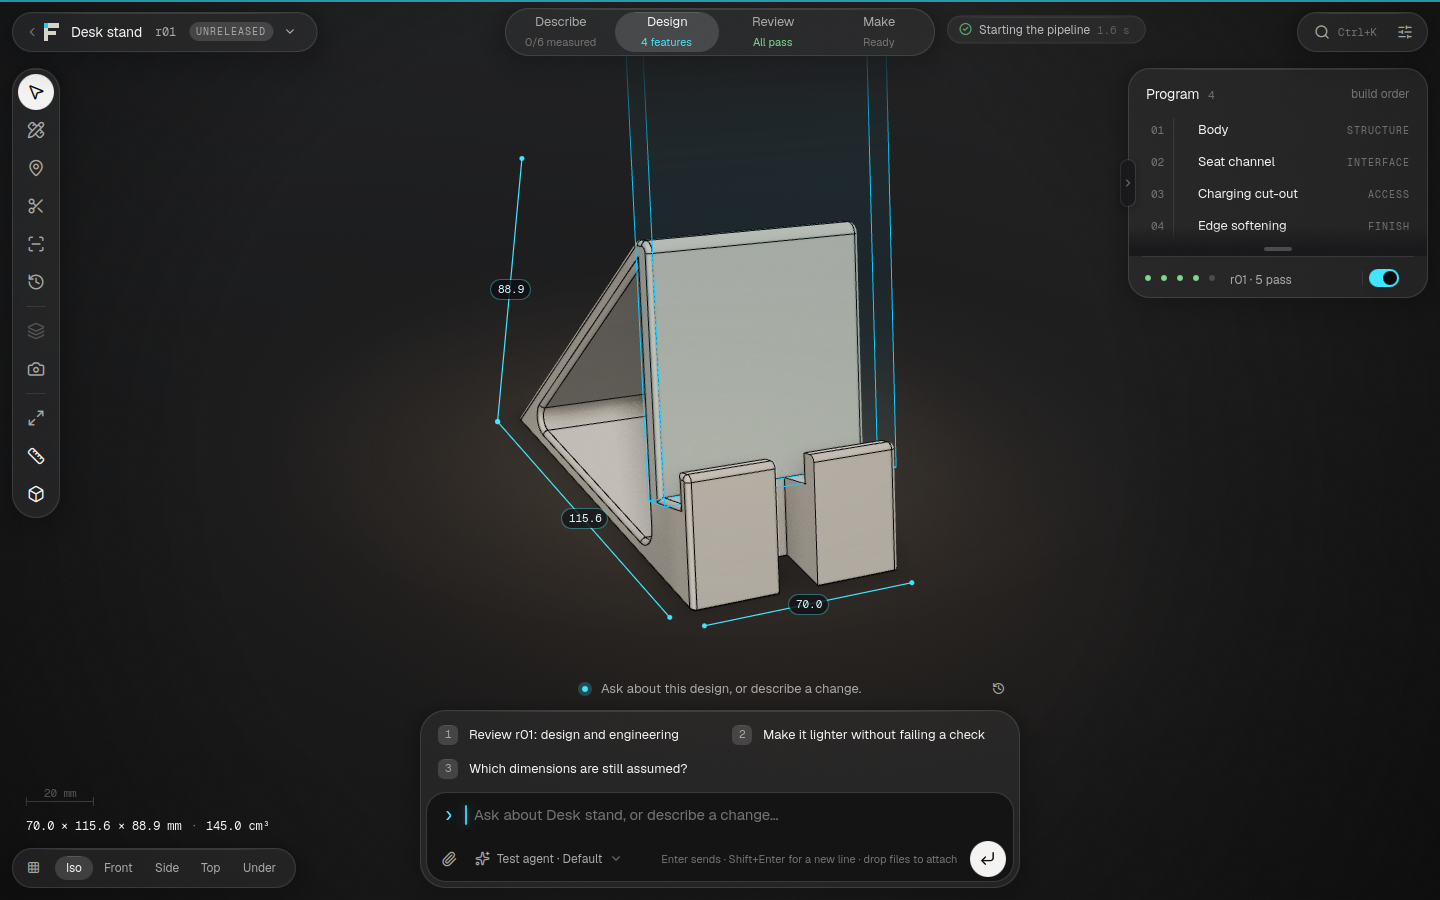 Desk stand r01 UNRELEASED
Describe
0/6 measured
Design
4 features
Review
All pass
Make
Ready
Starting the pipeline 1.6 s
Ctrl+K
Program 4 build order
01 Body STRUCTURE
02 Seat channel INTERFACE
03 Charging cut-out ACCESS
04 Edge softening FINISH
r01 · 5 pass
88.9
115.6
70.0
Ask about this design, or describe a change.
1 Review r01: design and engineering
2 Make it lighter without failing a check
3 Which dimensions are still assumed?
Ask about Desk stand, or describe a change...
Test agent · Default
Enter sends · Shift+Enter for a new line · drop files to attach
20 mm
70.0 × 115.6 × 88.9 mm · 145.0 cm³
Iso Front Side Top Under